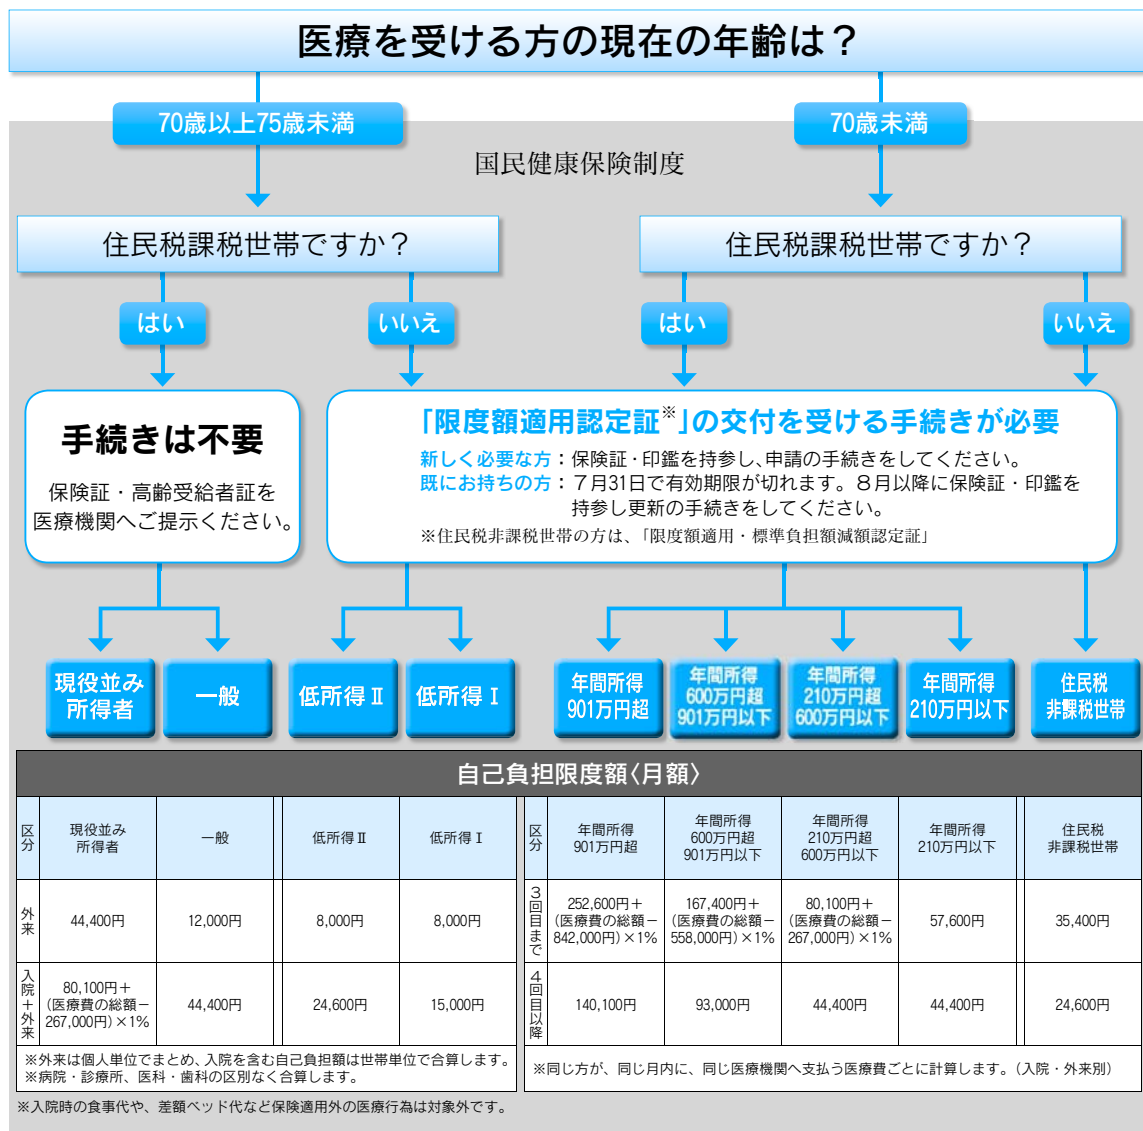 医療を受ける方の現在の年齢は？
70歳以上75歳未満
70歳未満
国民健康保険制度
住民税課税世帯ですか？
住民税課税世帯ですか？
はい
いいえ
はい
いいえ
手続きは不要
保険証・高齢受給者証を
医療機関へご提示ください。
「限度額適用認定証※」の交付を受ける手続きが必要
新しく必要な方：保険証・印鑑を持参し、申請の手続きをしてください。
既にお持ちの方：７月31日で有効期限が切れます。８月以降に保険証・印鑑を
持参し更新の手続きをしてください。
※住民税非課税世帯の方は、「限度額適用・標準負担額減額認定証」
現役並み
所得者
一般
低所得Ⅱ
低所得Ⅰ
年間所得
901万円超
年間所得
600万円超
901万円以下
年間所得
210万円超
600万円以下
年間所得
210万円以下
住民税
非課税世帯
自己負担限度額〈月額〉
区分
現役並み
所得者
一般
低所得Ⅱ
低所得Ⅰ
区分
年間所得
901万円超
年間所得
600万円超
901万円以下
年間所得
210万円超
600万円以下
年間所得
210万円以下
住民税
非課税世帯
外来
44,400円
12,000円
8,000円
8,000円
３回目まで
252,600円＋
(医療費の総額－
842,000円)×1%
167,400円＋
(医療費の総額－
558,000円)×1%
80,100円＋
(医療費の総額－
267,000円)×1%
57,600円
35,400円
入院＋外来
80,100円＋
(医療費の総額－
267,000円)×1%
44,400円
24,600円
15,000円
４回目以降
140,100円
93,000円
44,400円
44,400円
24,600円
※外来は個人単位でまとめ、入院を含む自己負担額は世帯単位で合算します。
※病院・診療所、医科・歯科の区別なく合算します。
※同じ方が、同じ月内に、同じ医療機関へ支払う医療費ごとに計算します。（入院・外来別）
※入院時の食事代や、差額ベッド代など保険適用外の医療行為は対象外です。